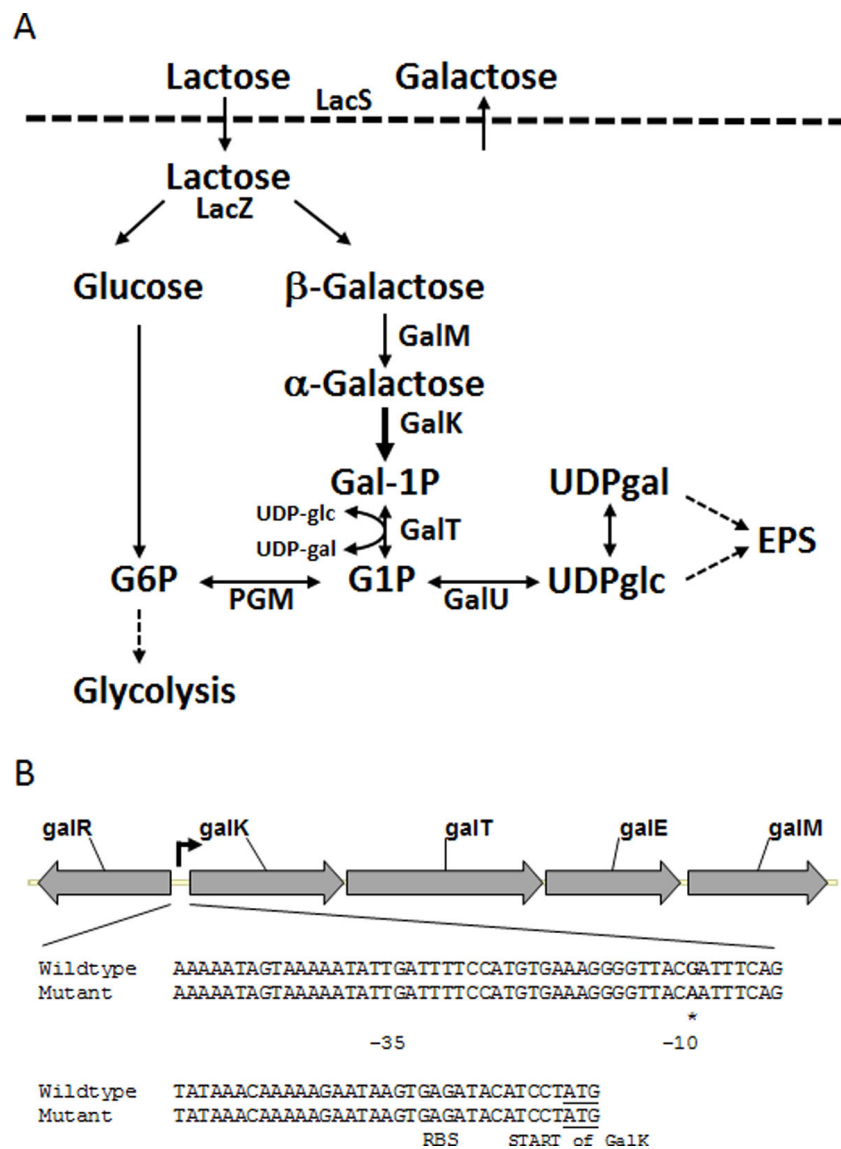 A
Lactose Galactose
LacS
Lactose
LacZ
Glucose β-Galactose
GalM
α-Galactose
GalK
Gal-1P UDPgal
UDP-glc
GalT
UDP-gal
EPS
G6P PGM G1P GalU UDPglc
Glycolysis
B
galR galK galT galE galM
Wildtype AAAAATAGTAAAAATATTGATTTTCCATGTGAAAGGGGTTACGATTTCAG
Mutant AAAAATAGTAAAAATATTGATTTTCCATGTGAAAGGGGTTACAATTTCAG
*
-35 -10
Wildtype TATAAACAAAAAGAATAAGTGAGATACATCCTATG
Mutant TATAAACAAAAAGAATAAGTGAGATACATCCTATG
RBS START of GalK